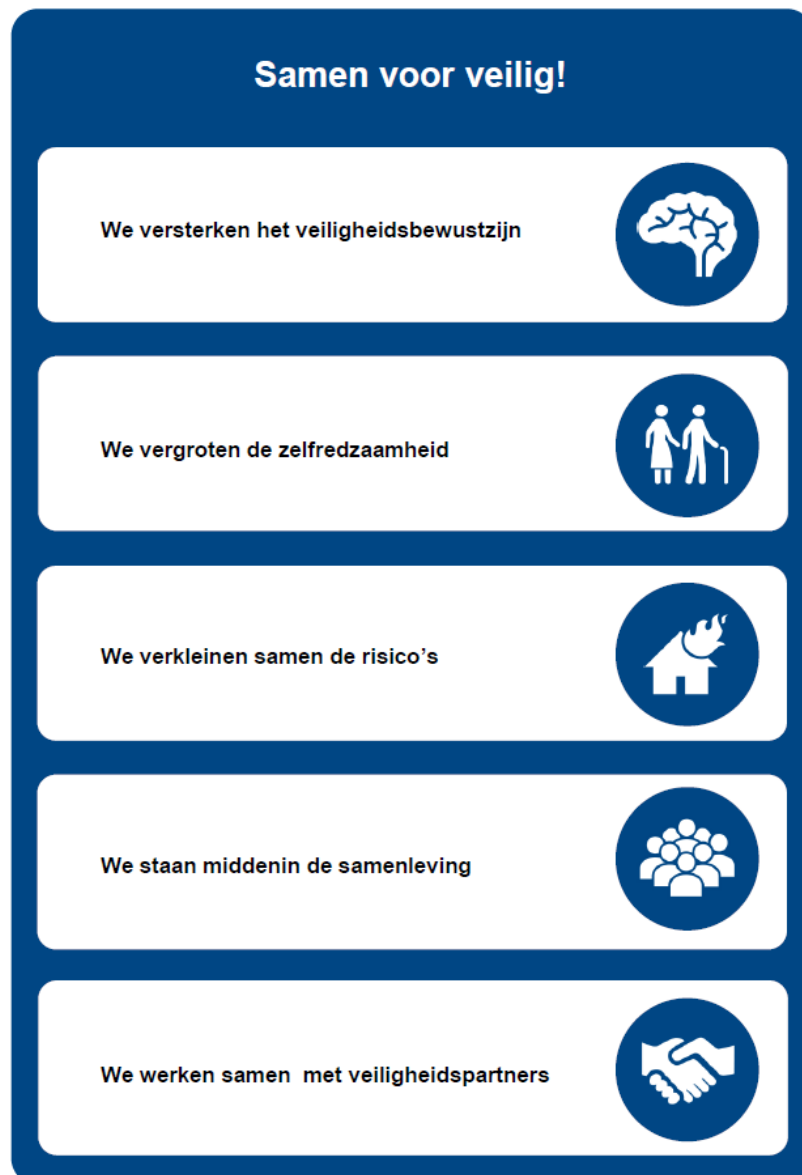 Samen voor veilig!
We versterken het veiligheidsbewustzijn
We vergroten de zelfredzaamheid
We verkleinen samen de risico’s
We staan middenin de samenleving
We werken samen  met veiligheidspartners